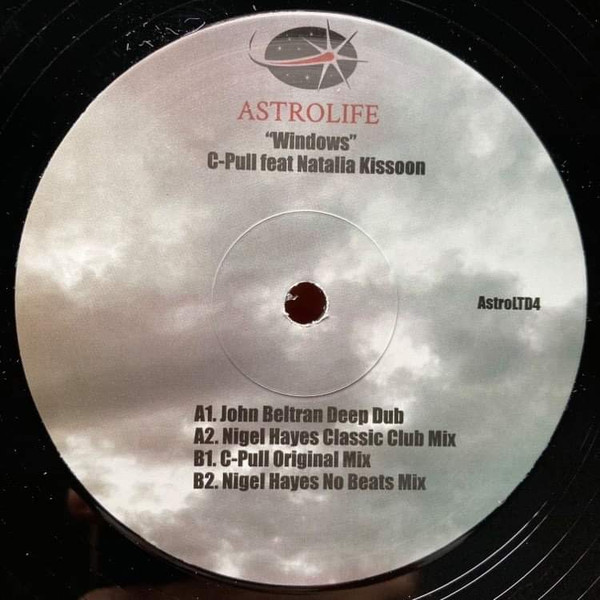 ASTROLIFE
“Windows”
C-Pull feat Natalia Kissoon
AstroLTD4
A1. John Beltran Deep Dub
A2. Nigel Hayes Classic Club Mix
B1. C-Pull Original Mix
B2. Nigel Hayes No Beats Mix